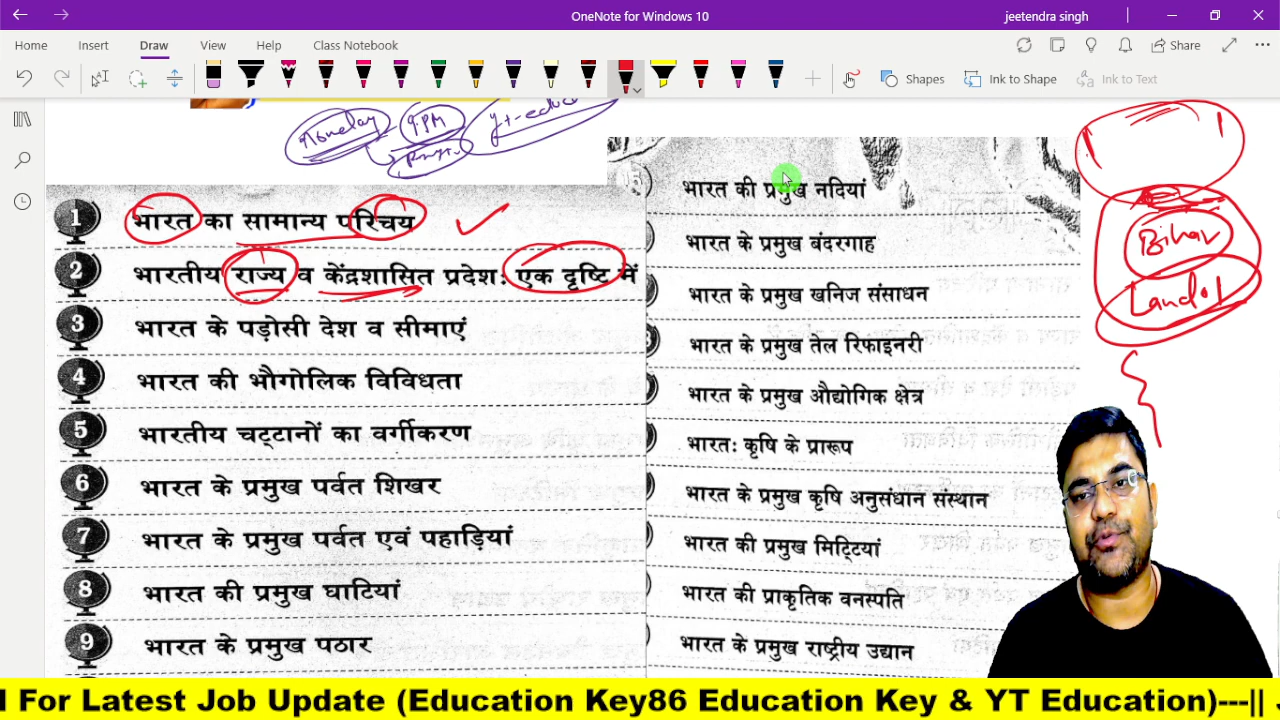 OneNote for Windows 10
jeetendra singh
Home Insert Draw View Help Class Notebook
Share
Shapes
Ink to Shape
Ink to Text
Monday
9 PM
yt-educ
1 भारत का सामान्य परिचय
2 भारतीय राज्य व केंद्रशासित प्रदेशः एक दृष्टि में
3 भारत के पड़ोसी देश व सीमाएं
4 भारत की भौगोलिक विविधता
5 भारतीय चट्टानों का वर्गीकरण
6 भारत के प्रमुख पर्वत शिखर
7 भारत के प्रमुख पर्वत एवं पहाड़ियां
8 भारत की प्रमुख घाटियां
9 भारत के प्रमुख पठार
भारत की प्रमुख नदियां
भारत के प्रमुख बंदरगाह
भारत के प्रमुख खनिज संसाधन
भारत के प्रमुख तेल रिफाइनरी
भारत के प्रमुख औद्योगिक क्षेत्र
भारतः कृषि के प्रारूप
भारत के प्रमुख कृषि अनुसंधान संस्थान
भारत की प्रमुख मिट्टियां
भारत की प्राकृतिक वनस्पति
भारत के प्रमुख राष्ट्रीय उद्यान
Bihar
For Latest Job Update (Education Key86 Education Key & YT Education)---||